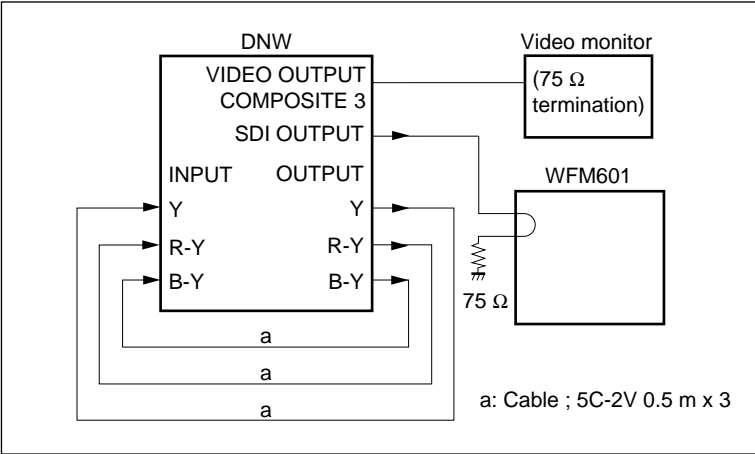 DNW
Video monitor
VIDEO OUTPUT
COMPOSITE 3
(75 Ω
termination)
SDI OUTPUT
WFM601
INPUT OUTPUT
Y Y
R-Y R-Y
B-Y B-Y
75 Ω
a
a
a
a: Cable ; 5C-2V 0.5 m x 3